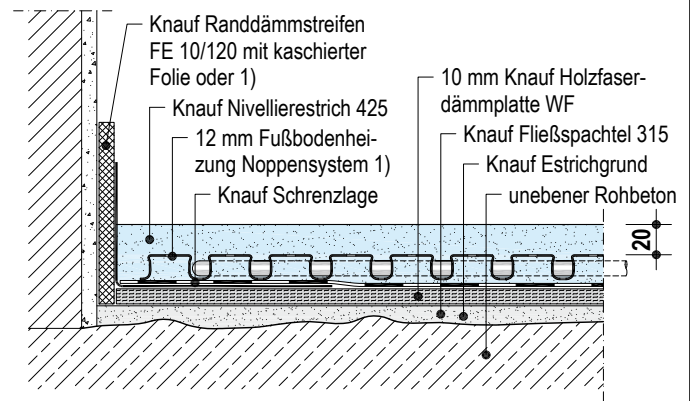 Knauf Randdämmstreifen
FE 10/120 mit kaschierter
Folie oder 1)
Knauf Nivellierestrich 425
12 mm Fußbodenhei-
zung Noppensystem 1)
Knauf Schrenzlage
10 mm Knauf Holzfaser-
dämmplatte WF
Knauf Fließspachtel 315
Knauf Estrichgrund
unebener Rohbeton
20